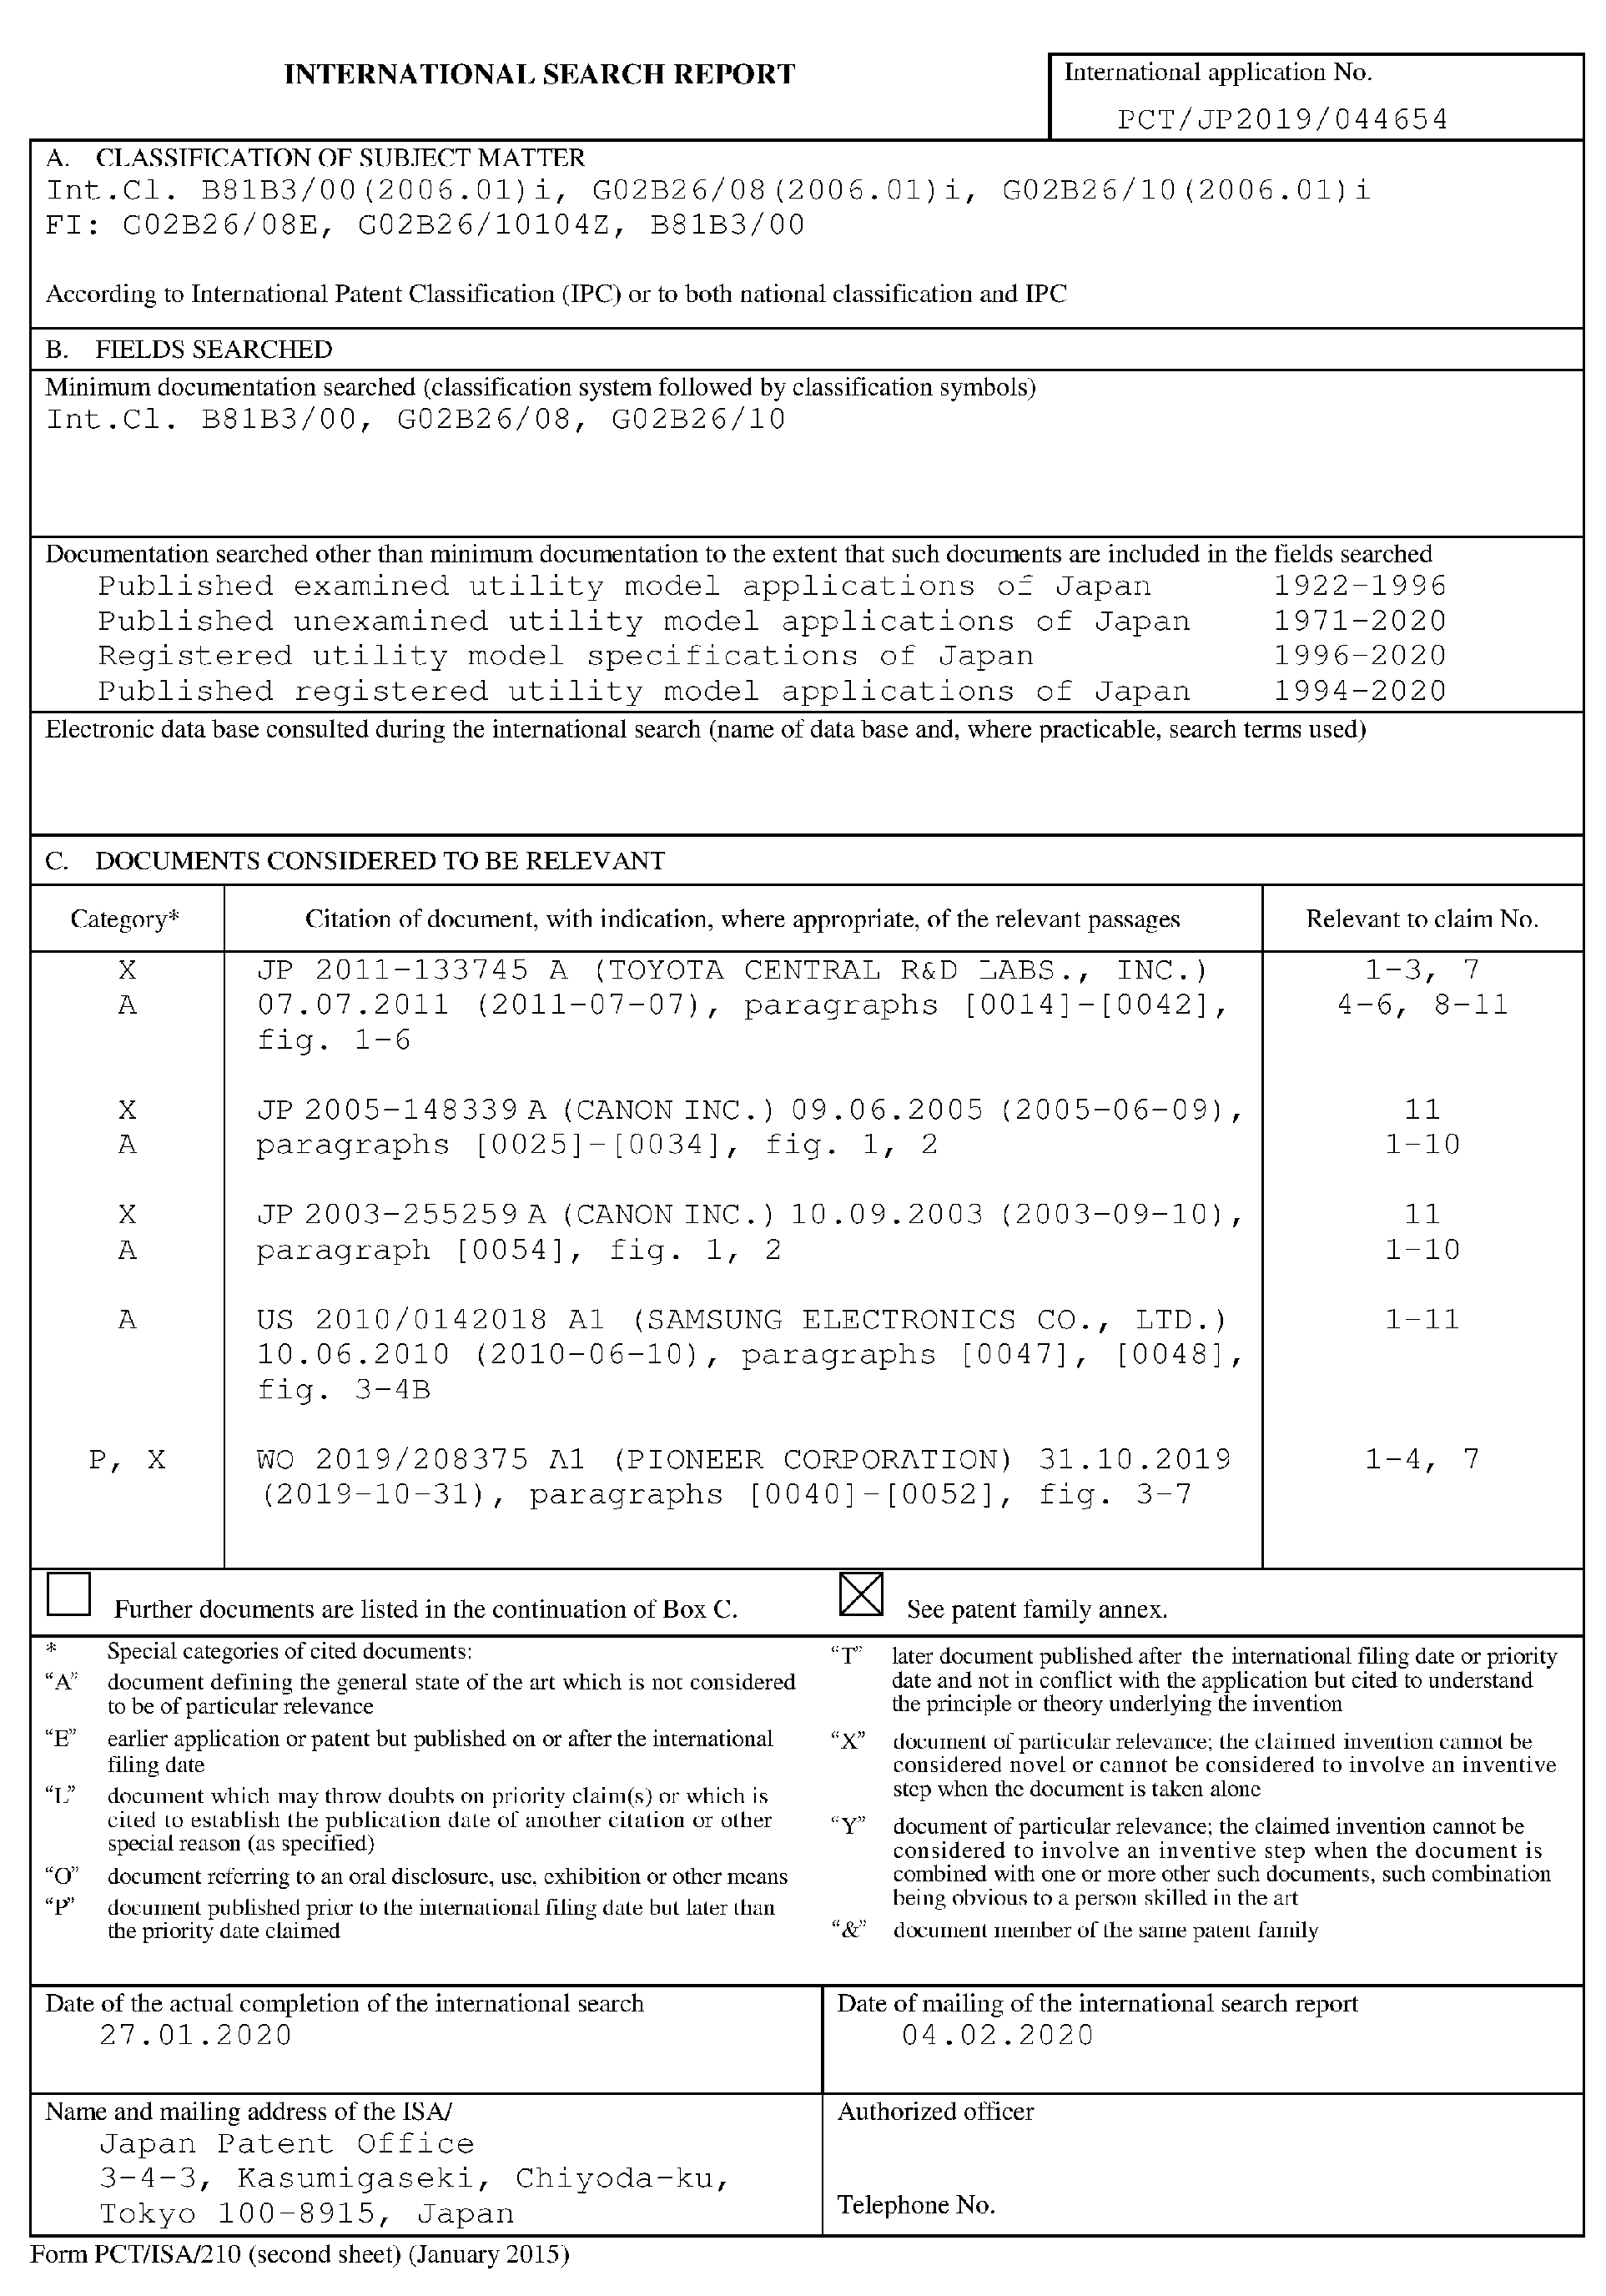 INTERNATIONAL SEARCH REPORT
International application No.
PCT/JP2019/044654
A. CLASSIFICATION OF SUBJECT MATTER
Int.Cl. B81B3/00(2006.01)i, G02B26/08(2006.01)i, G02B26/10(2006.01)i
FI: G02B26/08E, G02B26/10104Z, B81B3/00
According to International Patent Classification (IPC) or to both national classification and IPC
B. FIELDS SEARCHED
Minimum documentation searched (classification system followed by classification symbols)
Int.Cl. B81B3/00, G02B26/08, G02B26/10
Documentation searched other than minimum documentation to the extent that such documents are included in the fields searched
Published examined utility model applications of Japan 1922-1996
Published unexamined utility model applications of Japan 1971-2020
Registered utility model specifications of Japan 1996-2020
Published registered utility model applications of Japan 1994-2020
Electronic data base consulted during the international search (name of data base and, where practicable, search terms used)
C. DOCUMENTS CONSIDERED TO BE RELEVANT
Category* Citation of document, with indication, where appropriate, of the relevant passages Relevant to claim No.
X JP 2011-133745 A (TOYOTA CENTRAL R&D LABS., INC.) 1-3, 7
A 07.07.2011 (2011-07-07), paragraphs [0014]-[0042], 4-6, 8-11
fig. 1-6
X JP 2005-148339 A (CANON INC.) 09.06.2005 (2005-06-09), 11
A paragraphs [0025]-[0034], fig. 1, 2 1-10
X JP 2003-255259 A (CANON INC.) 10.09.2003 (2003-09-10), 11
A paragraph [0054], fig. 1, 2 1-10
A US 2010/0142018 A1 (SAMSUNG ELECTRONICS CO., LTD.) 1-11
10.06.2010 (2010-06-10), paragraphs [0047], [0048],
fig. 3-4B
P, X WO 2019/208375 A1 (PIONEER CORPORATION) 31.10.2019 1-4, 7
(2019-10-31), paragraphs [0040]-[0052], fig. 3-7
Further documents are listed in the continuation of Box C.
See patent family annex.
* Special categories of cited documents:
“A” document defining the general state of the art which is not considered
to be of particular relevance
“E” earlier application or patent but published on or after the international
filing date
“L” document which may throw doubts on priority claim(s) or which is
cited to establish the publication date of another citation or other
special reason (as specified)
“O” document referring to an oral disclosure, use, exhibition or other means
“P” document published prior to the international filing date but later than
the priority date claimed
“T” later document published after the international filing date or priority
date and not in conflict with the application but cited to understand
the principle or theory underlying the invention
“X” document of particular relevance; the claimed invention cannot be
considered novel or cannot be considered to involve an inventive
step when the document is taken alone
“Y” document of particular relevance; the claimed invention cannot be
considered to involve an inventive step when the document is
combined with one or more other such documents, such combination
being obvious to a person skilled in the art
“&” document member of the same patent family
Date of the actual completion of the international search
27.01.2020
Date of mailing of the international search report
04.02.2020
Name and mailing address of the ISA/
Japan Patent Office
3-4-3, Kasumigaseki, Chiyoda-ku,
Tokyo 100-8915, Japan
Authorized officer
Telephone No.
Form PCT/ISA/210 (second sheet) (January 2015)